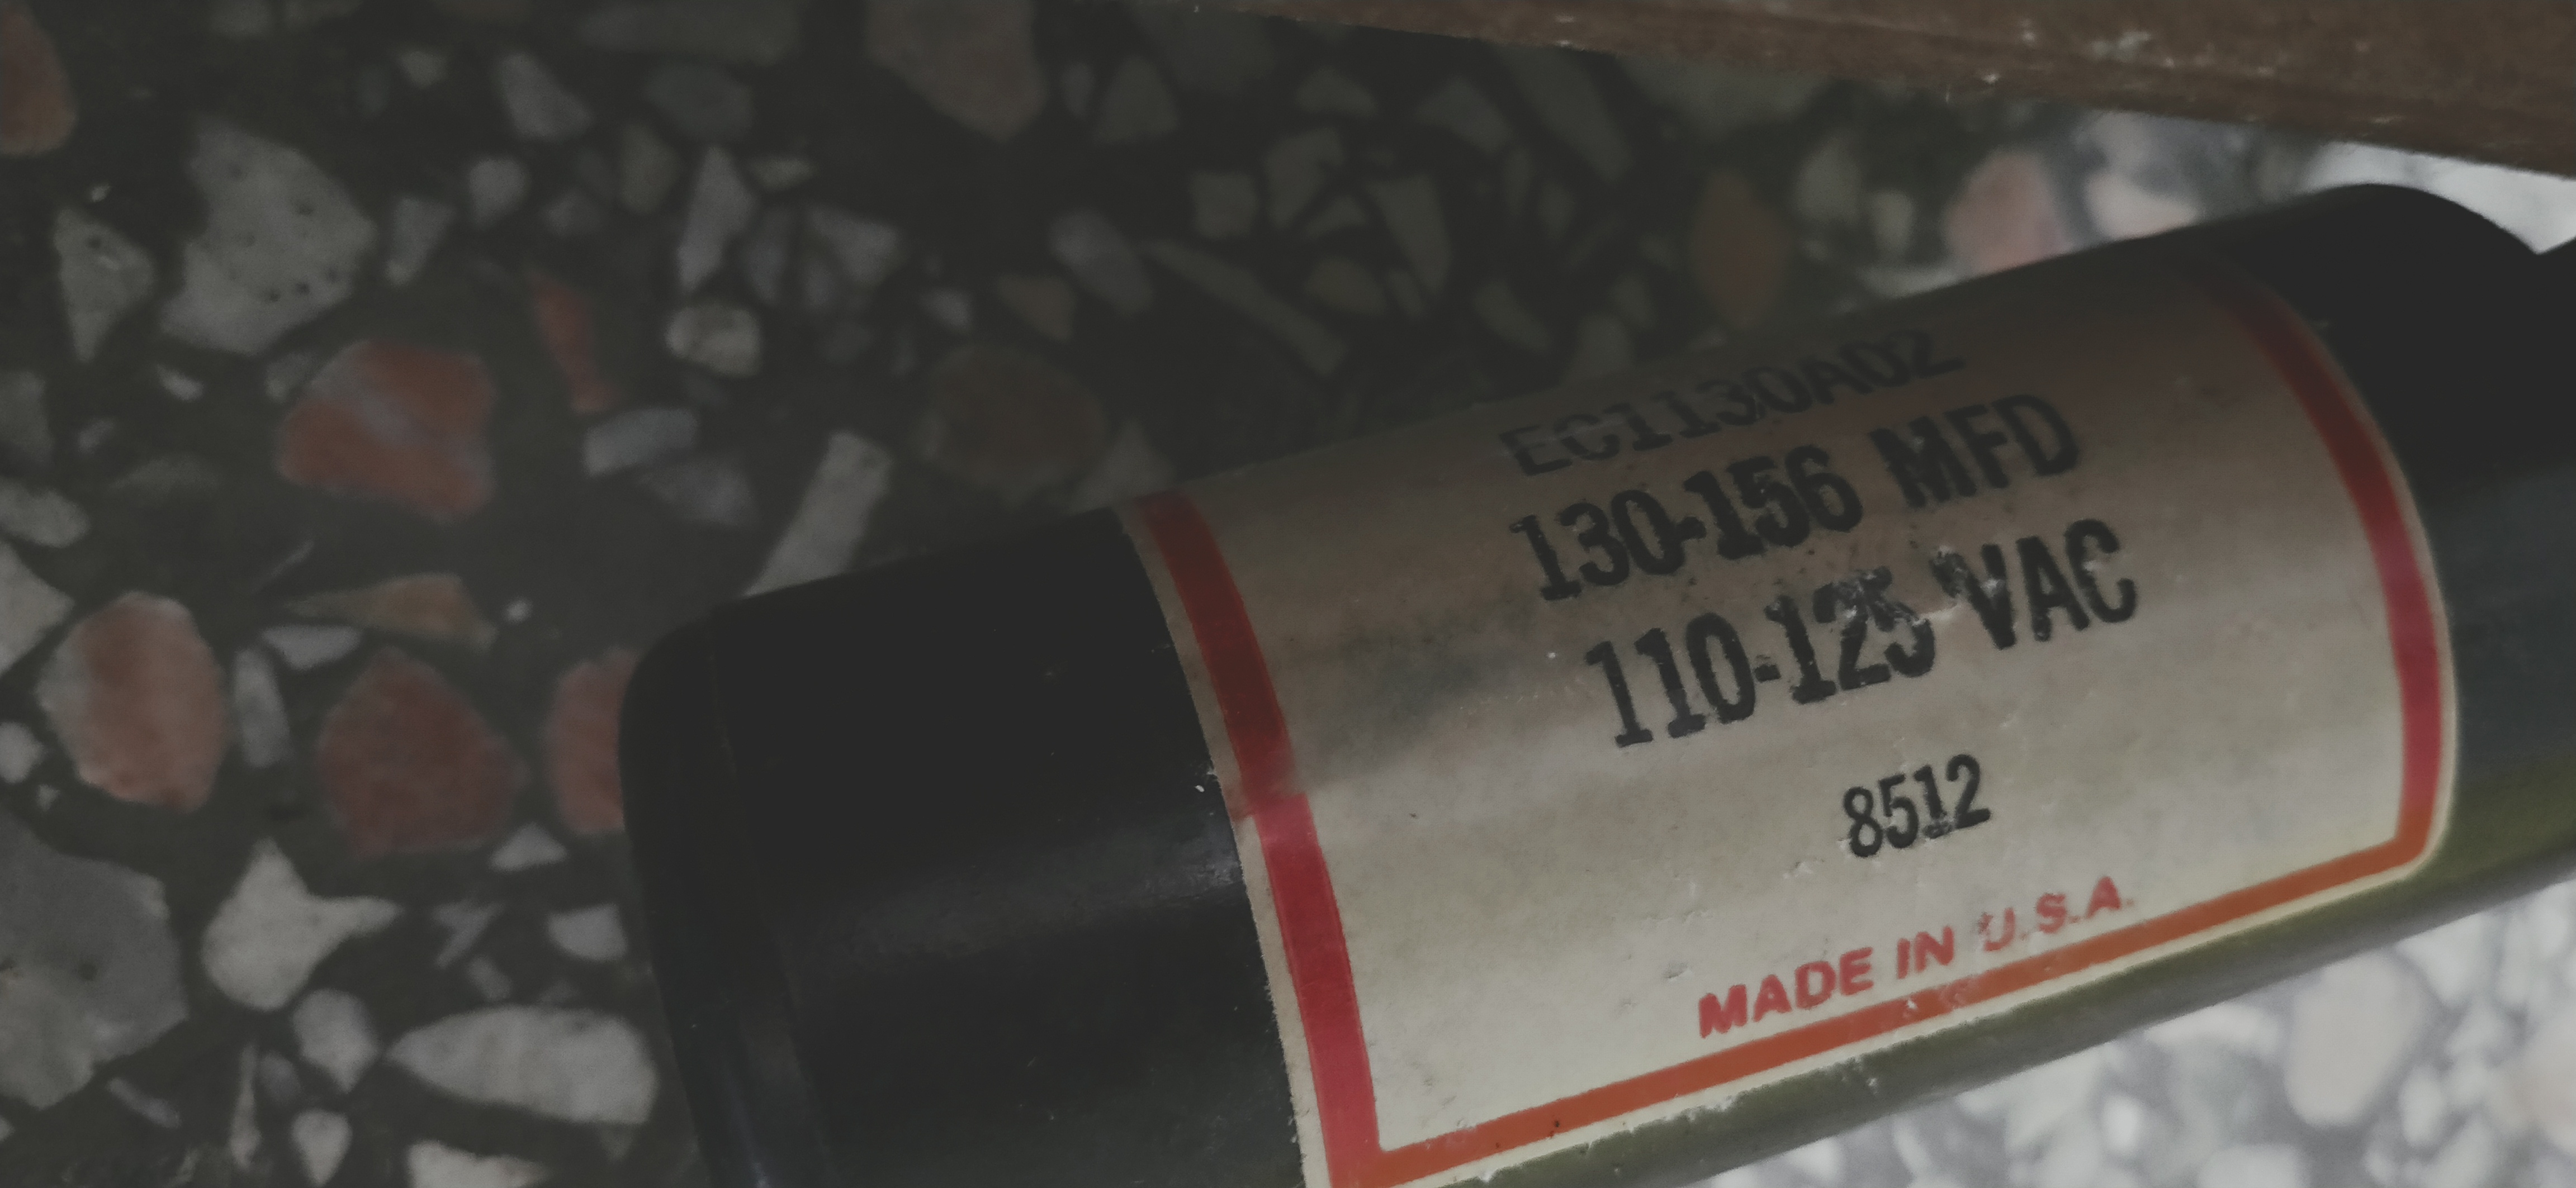 EC1130A02
130-156 MFD
110-125 VAC
8512
MADE IN U.S.A.